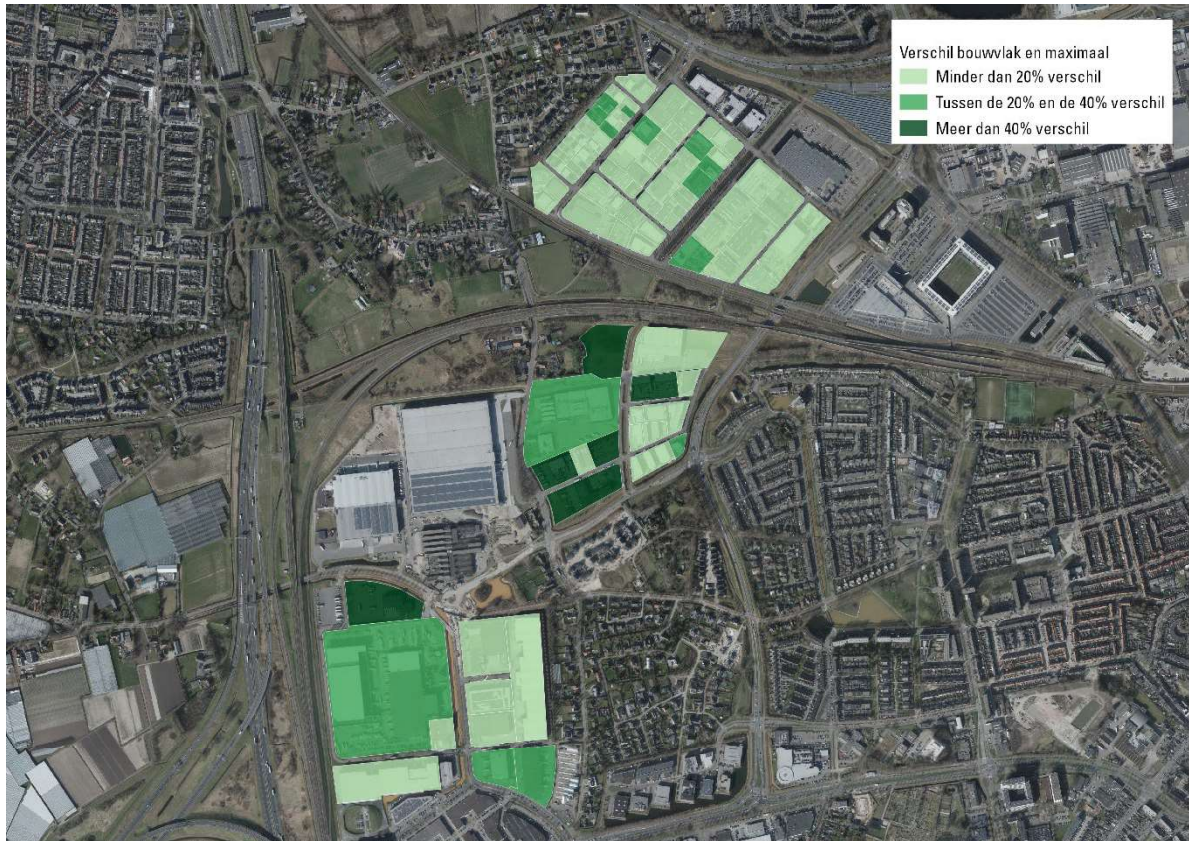 Verschil bouwvlak en maximaal
Minder dan 20% verschil
Tussen de 20% en de 40% verschil
Meer dan 40% verschil